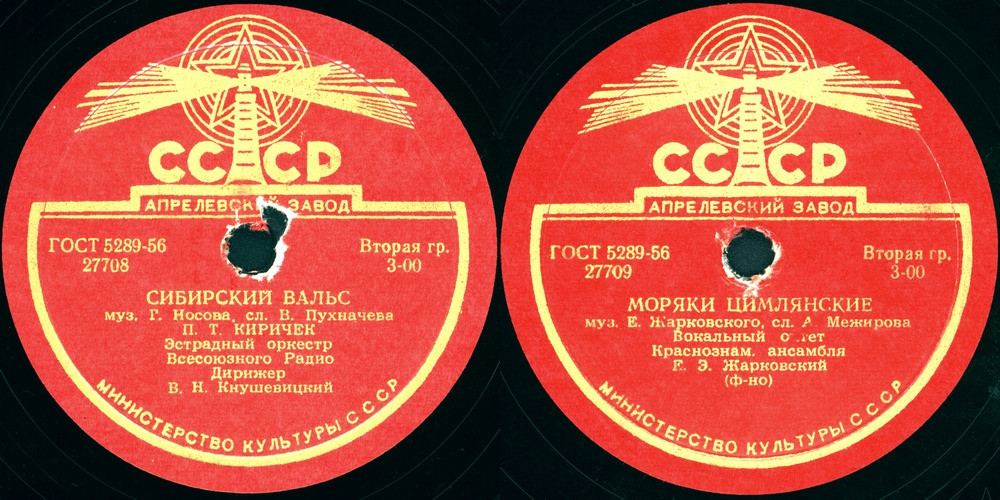 СССР
АПРЕЛЕВСКИЙ ЗАВОД
ГОСТ 5289-56
27708
Вторая гр.
3-00
СИБИРСКИЙ ВАЛЬС
муз. Г. Носова, сл. В. Пухначева
П. Т. КИРИЧЕК
Эстрадный оркестр
Всесоюзного Радио
Дирижер
В. Н. Кнушевицкий
МИНИСТЕРСТВО КУЛЬТУРЫ СССР
СССР
АПРЕЛЕВСКИЙ ЗАВОД
ГОСТ 5289-56
27709
Вторая гр.
3-00
МОРЯКИ ЦИМЛЯНСКИЕ
муз. Е. Жарковского, сл. А. Межирова
Вокальный
Краснознам. ансамбля
Е. Э. Жарковский
(ф-но)
МИНИСТЕРСТВО КУЛЬТУРЫ СССР